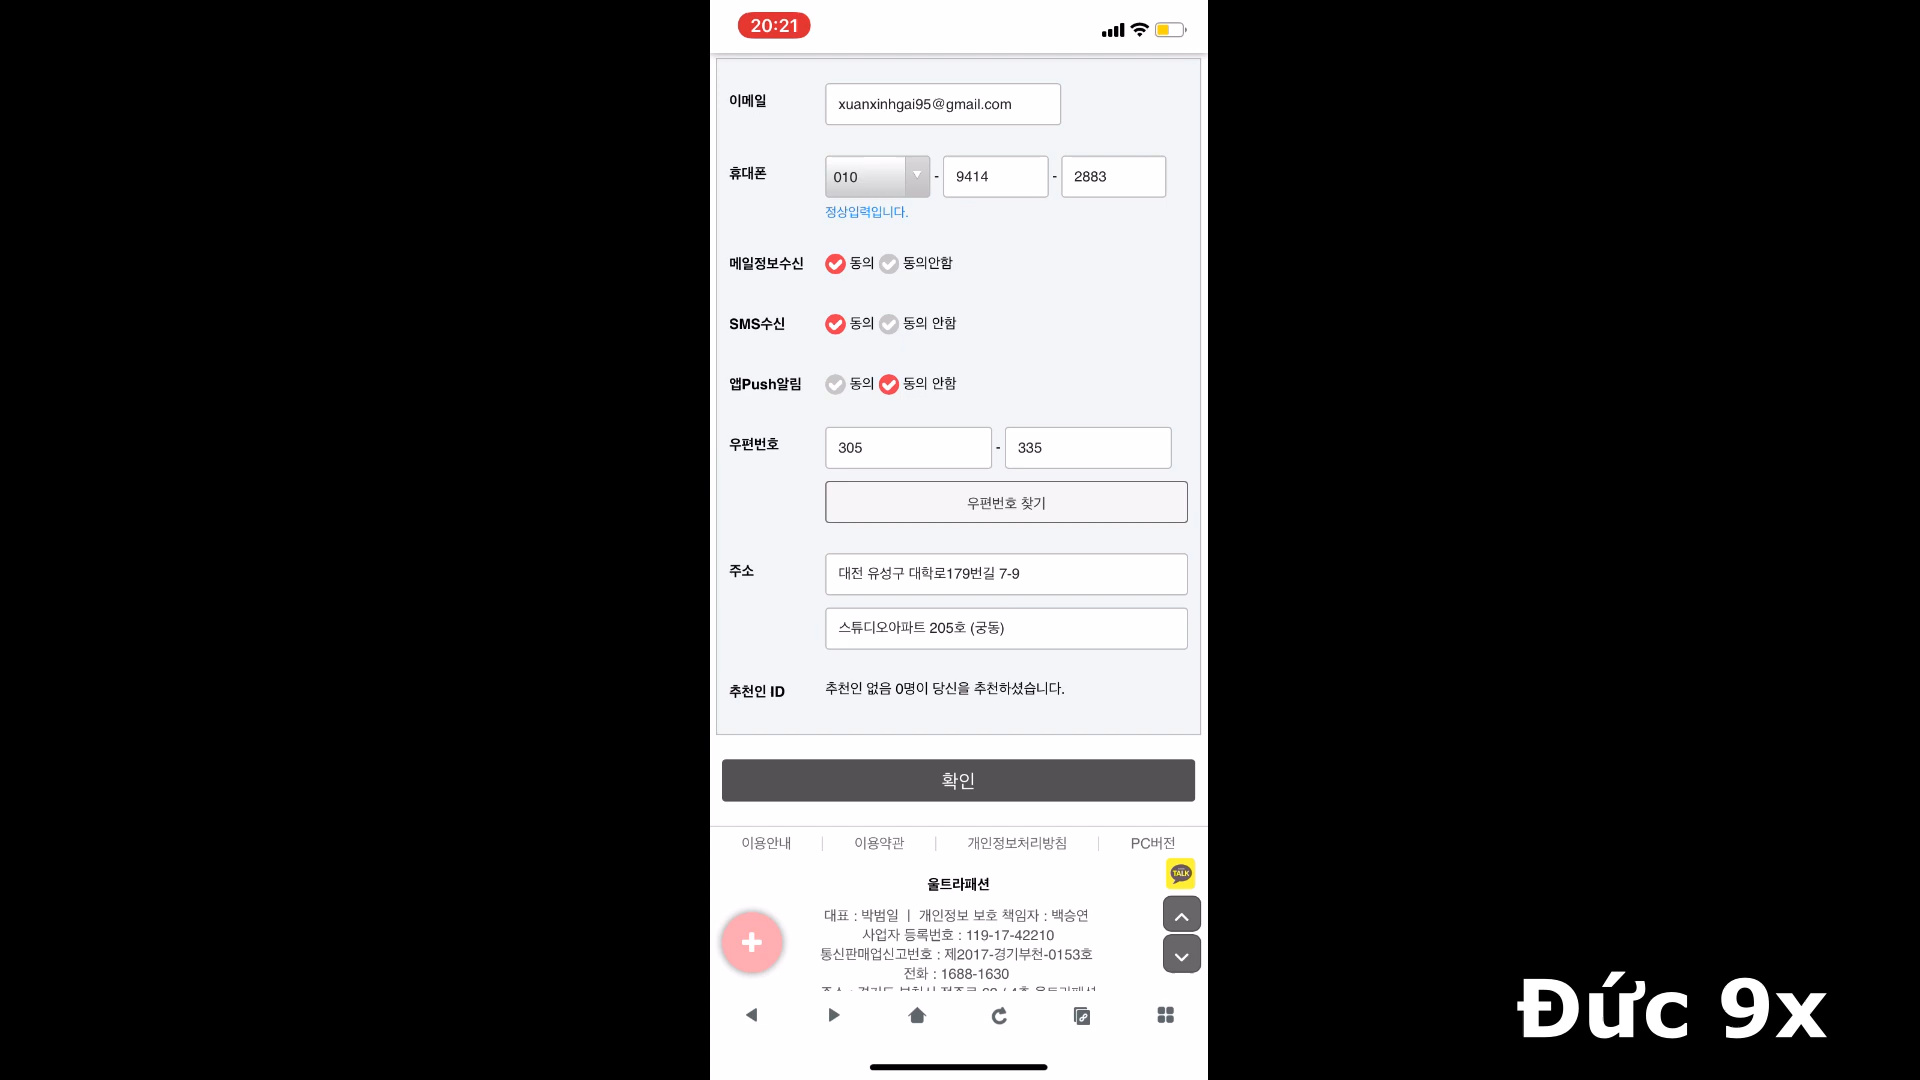 20:21
이메일
xuanxinhgai95@gmail.com
휴대폰
010 - 9414 - 2883
정상입력입니다.
메일정보수신 동의 동의안함
SMS수신 동의 동의 안함
앱Push알림 동의 동의 안함
우편번호
305 - 335
우편번호 찾기
주소
대전 유성구 대학로179번길 7-9
스튜디오아파트 205호 (궁동)
추천인 ID 추천인 없음 0명이 당신을 추천하셨습니다.
확인
이용안내 | 이용약관 | 개인정보처리방침 | PC버전
TALK
울트라패션
대표 : 박범일 | 개인정보 보호 책임자 : 백승연
사업자 등록번호 : 119-17-42210
통신판매업신고번호 : 제2017-경기부천-0153호
전화 : 1688-1630
Đức 9x